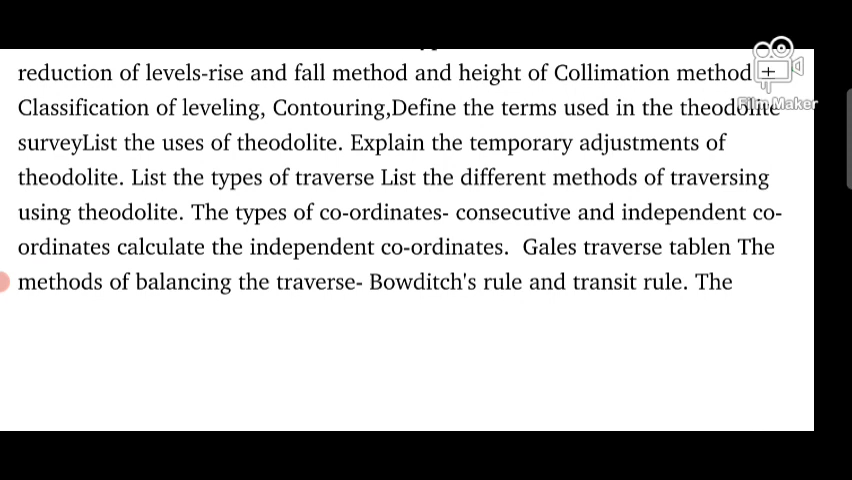 reduction of levels-rise and fall method and height of Collimation method
Classification of leveling, Contouring,Define the terms used in the theodolite
surveyList the uses of theodolite. Explain the temporary adjustments of
theodolite. List the types of traverse List the different methods of traversing
using theodolite. The types of co-ordinates- consecutive and independent co-
ordinates calculate the independent co-ordinates. Gales traverse tablen The
methods of balancing the traverse- Bowditch's rule and transit rule. The
Film Maker